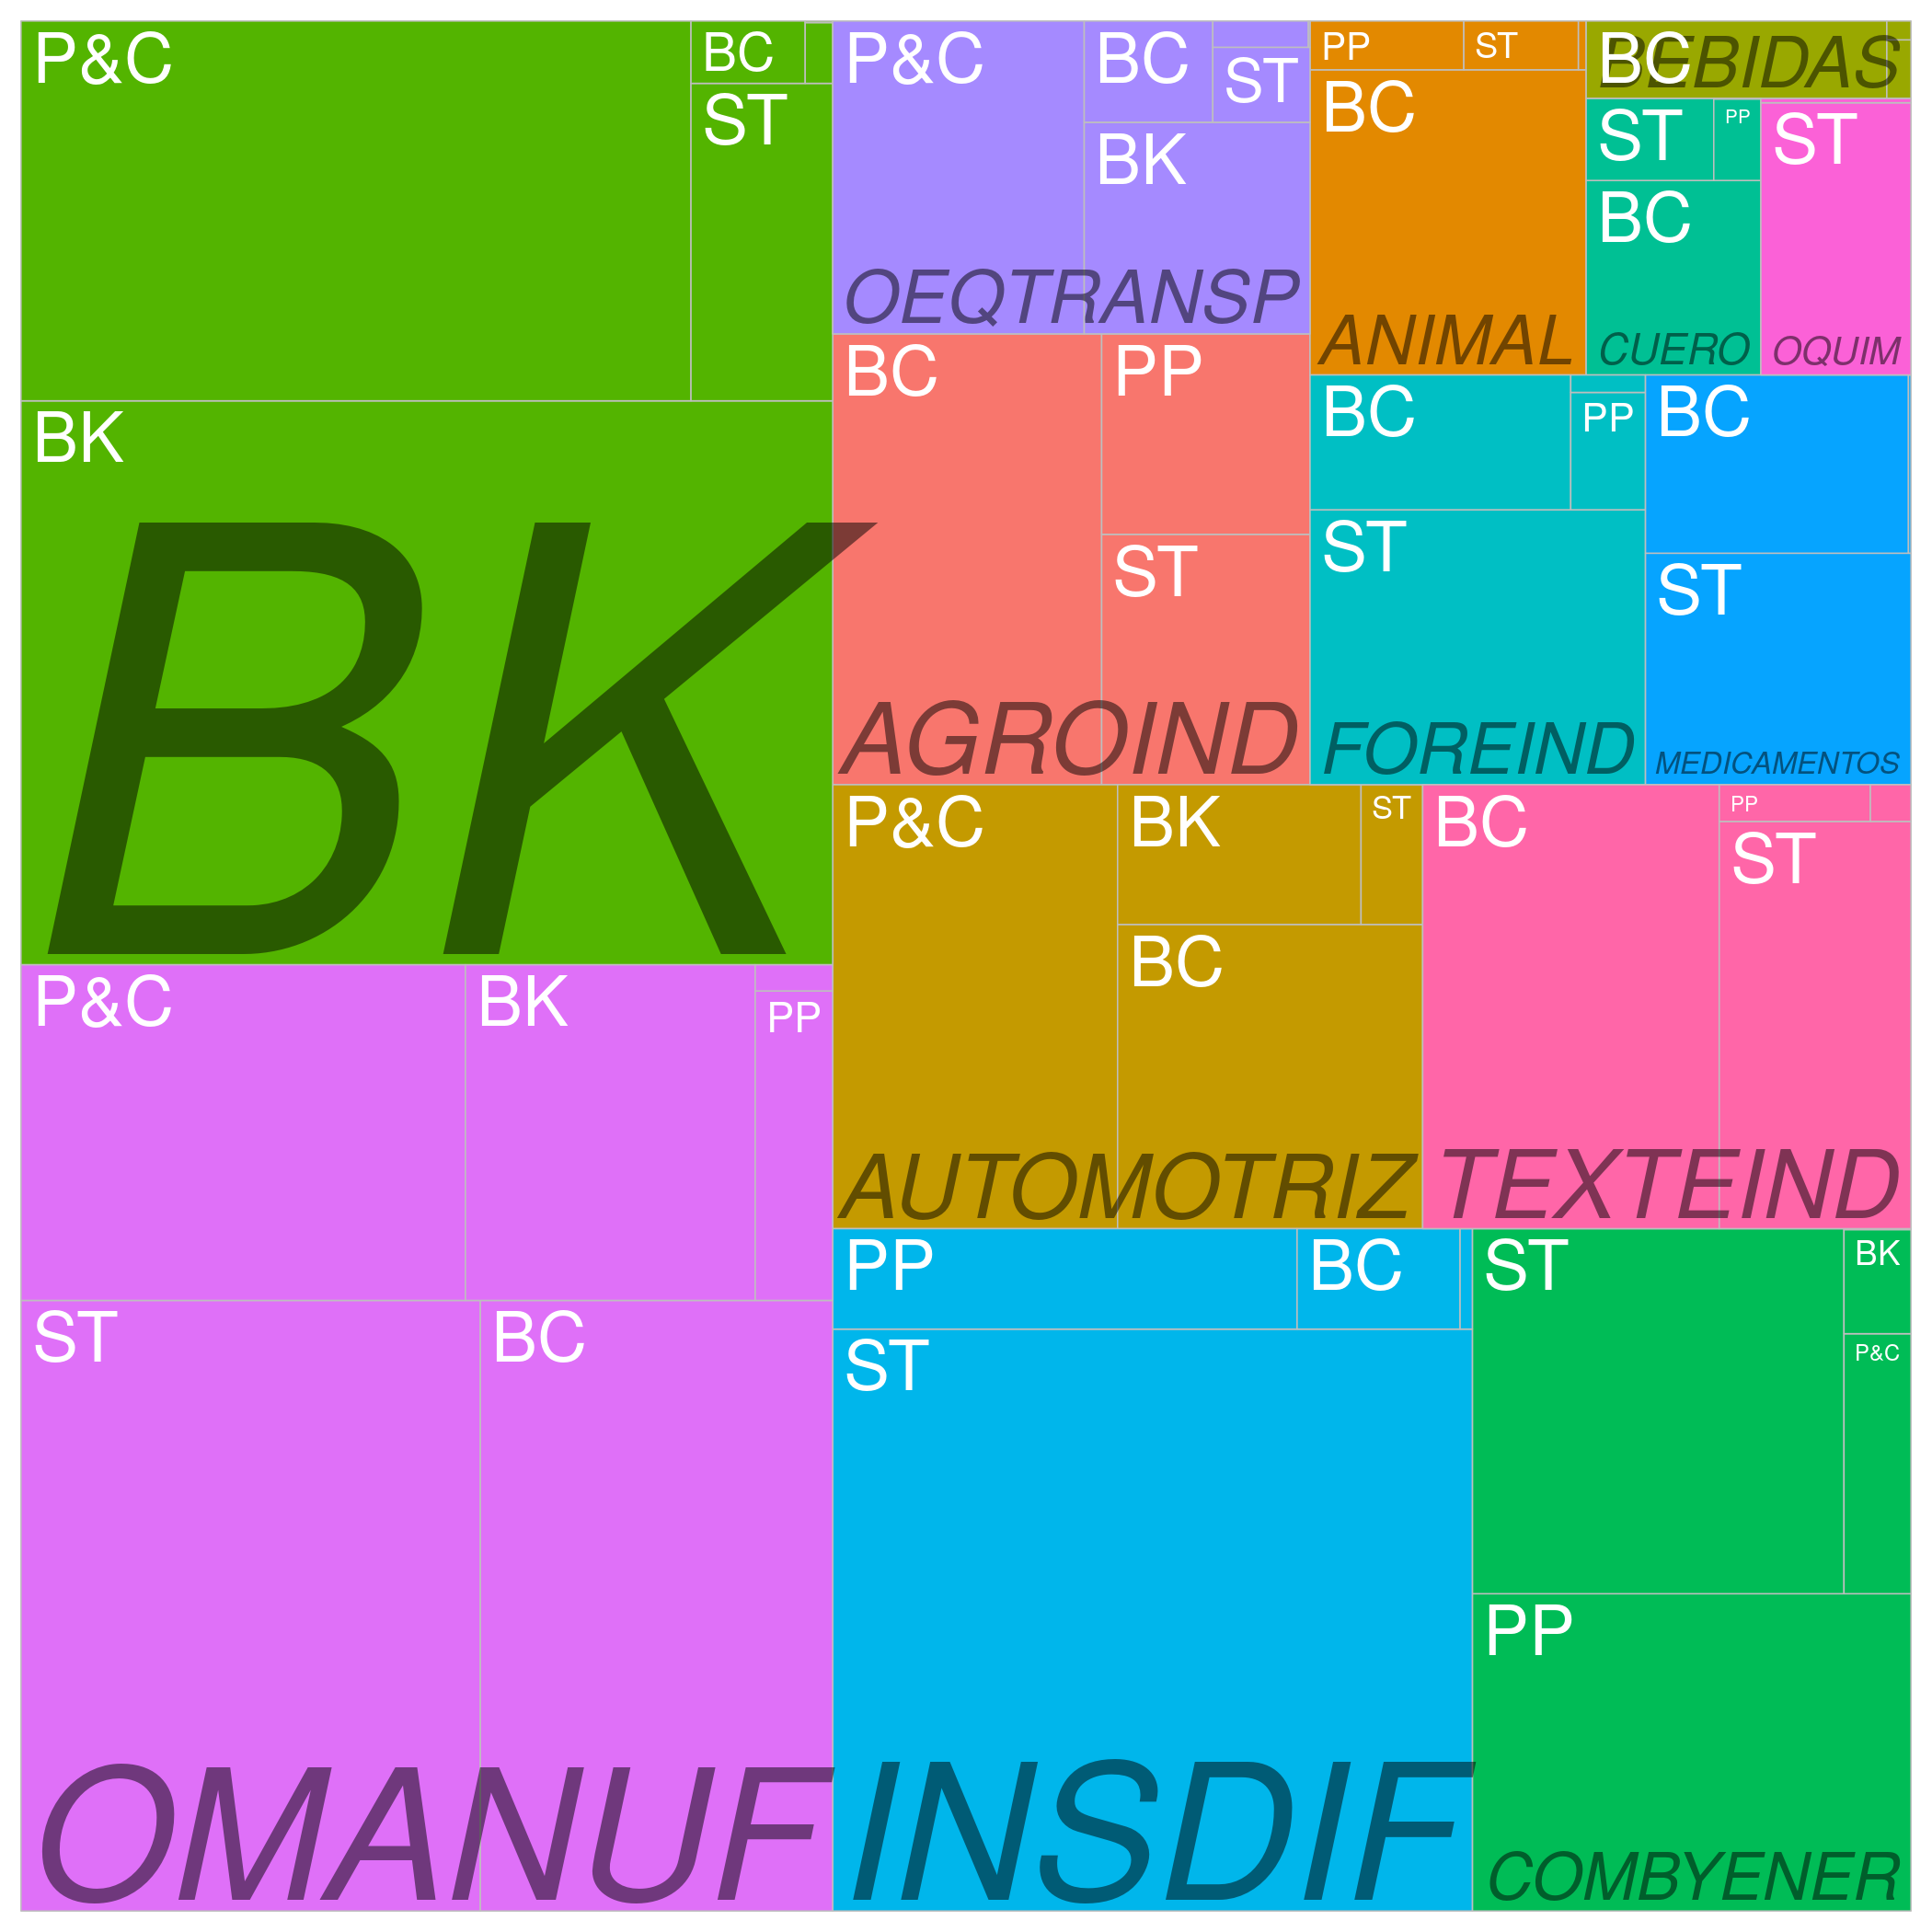 P&C
BC
ST
BK
BK
P&C
BK
PP
ST
BC
OMANUF
P&C
BC
ST
BK
OEQTRANSP
BC
PP
ST
AGROIND
P&C
BK
ST
BC
AUTOMOTRIZ
PP
BC
ST
INSDIF
PP
ST
BC
ANIMAL
BC
BEBIDAS
ST
PP
BC
CUERO
ST
OQUIM
BC
PP
ST
FOREIND
BC
ST
MEDICAMENTOS
BC
PP
ST
TEXTEIND
ST
BK
P&C
PP
COMBYENER